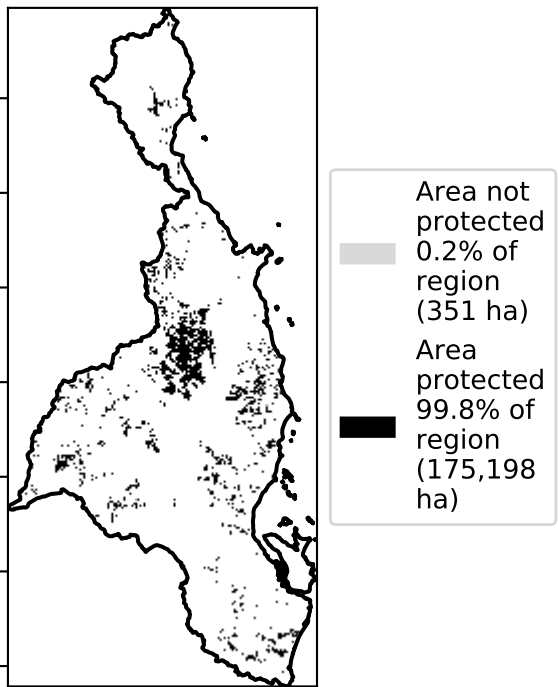 Area not
protected
0.2% of
region
(351 ha)
Area
protected
99.8% of
region
(175,198
ha)